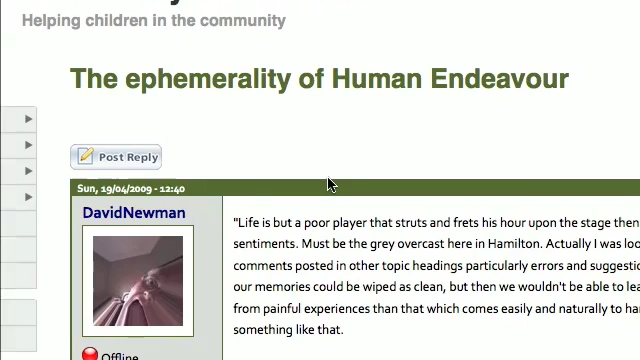 Helping children in the community
The ephemerality of Human Endeavour
Post Reply
Sun, 19/04/2009 - 12:40
DavidNewman
"Life is but a poor player that struts and frets his hour upon the stage then
sentiments. Must be the grey overcast here in Hamilton. Actually I was loo
comments posted in other topic headings particularly errors and suggestio
our memories could be wiped as clean, but then we wouldn't be able to lea
from painful experiences than that which comes easily and naturally to ha
something like that.
Offline